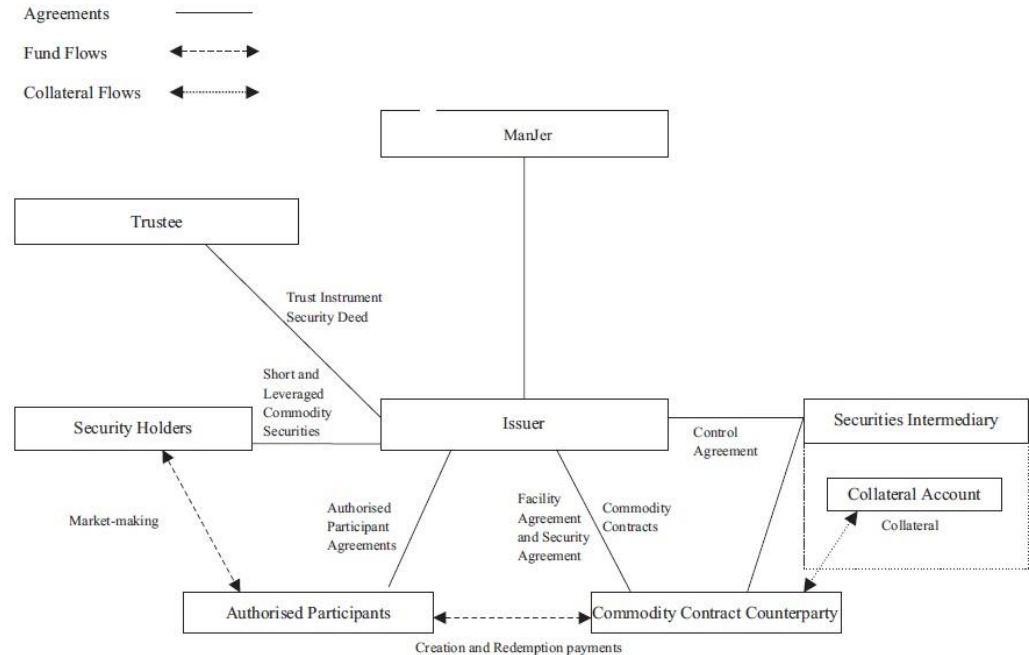 Agreements
Fund Flows
Collateral Flows
ManJer
Trustee
Trust Instrument
Security Deed
Short and
Leveraged
Commodity
Securities
Security Holders
Issuer
Securities Intermediary
Control
Agreement
Collateral Account
Collateral
Market-making
Authorised
Participant
Agreements
Facility
Agreement
and Security
Agreement
Commodity
Contracts
Authorised Participants
Commodity Contract Counterparty
Creation and Redemption payments